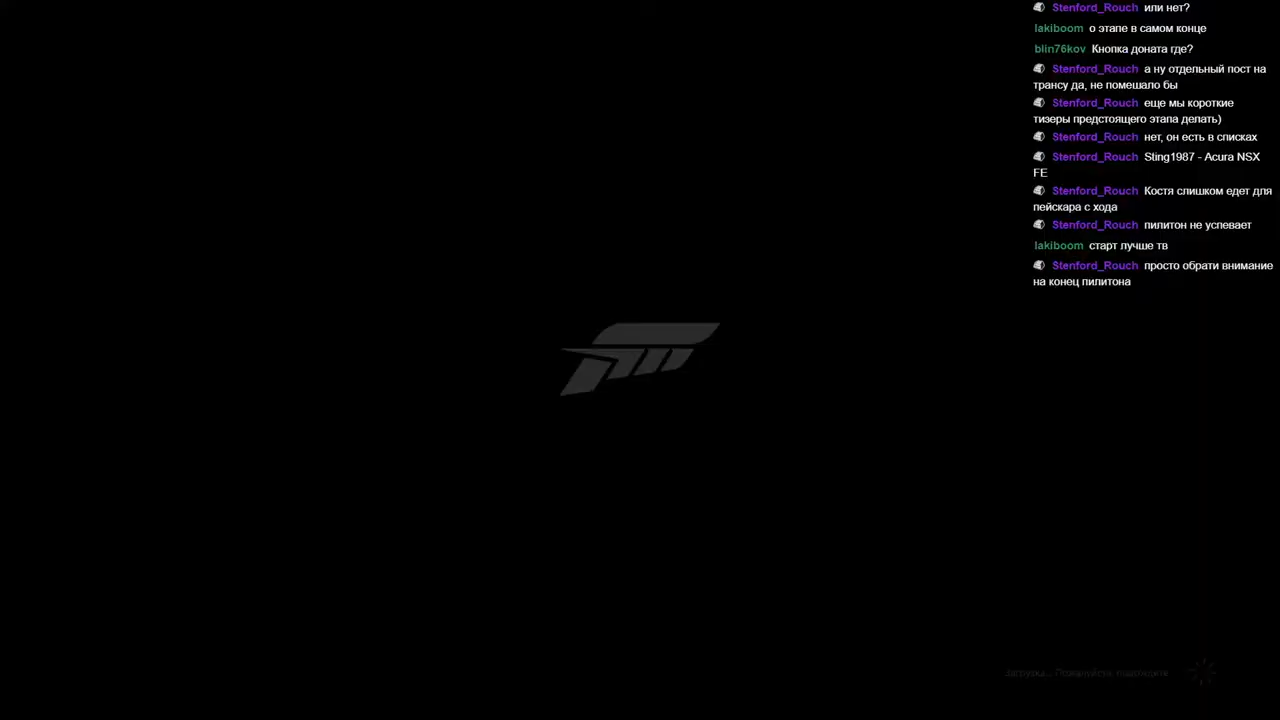 Stenford_Rouch или нет?
lakiboom о этапе в самом конце
blin76kov Кнопка доната где?
Stenford_Rouch а ну отдельный пост на
трансу да, не помешало бы
Stenford_Rouch еще мы короткие
тизеры предстоящего этапа делать)
Stenford_Rouch нет, он есть в списках
Stenford_Rouch Sting1987 - Acura NSX
FE
Stenford_Rouch Костя слишком едет для
пейскара с хода
Stenford_Rouch пилитон не успевает
lakiboom старт лучше тв
Stenford_Rouch просто обрати внимание
на конец пилитона
Загрузка... Пожалуйста, подождите